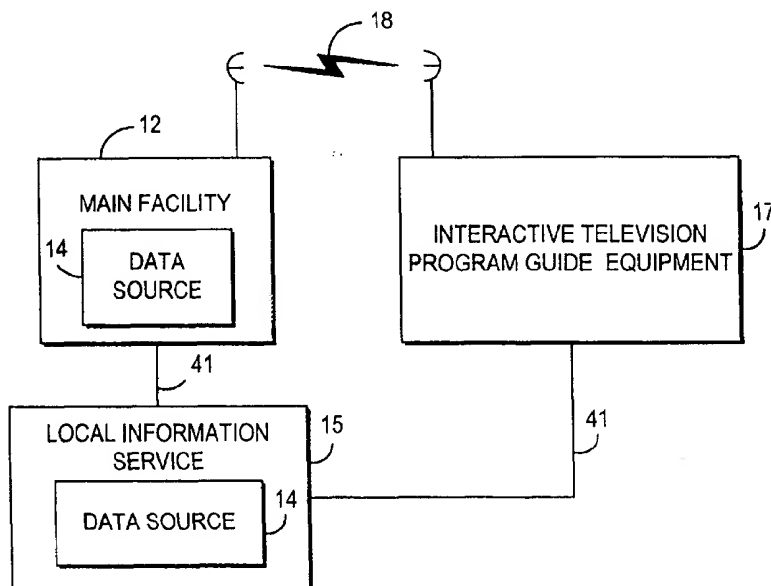 18
12
MAIN FACILITY
14
DATA
SOURCE
INTERACTIVE TELEVISION
PROGRAM GUIDE EQUIPMENT
17
41
LOCAL INFORMATION
SERVICE
15
41
DATA SOURCE
14